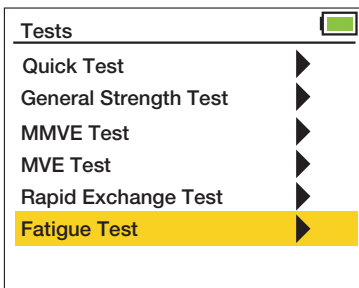 Tests
Quick Test
General Strength Test
MMVE Test
MVE Test
Rapid Exchange Test
Fatigue Test